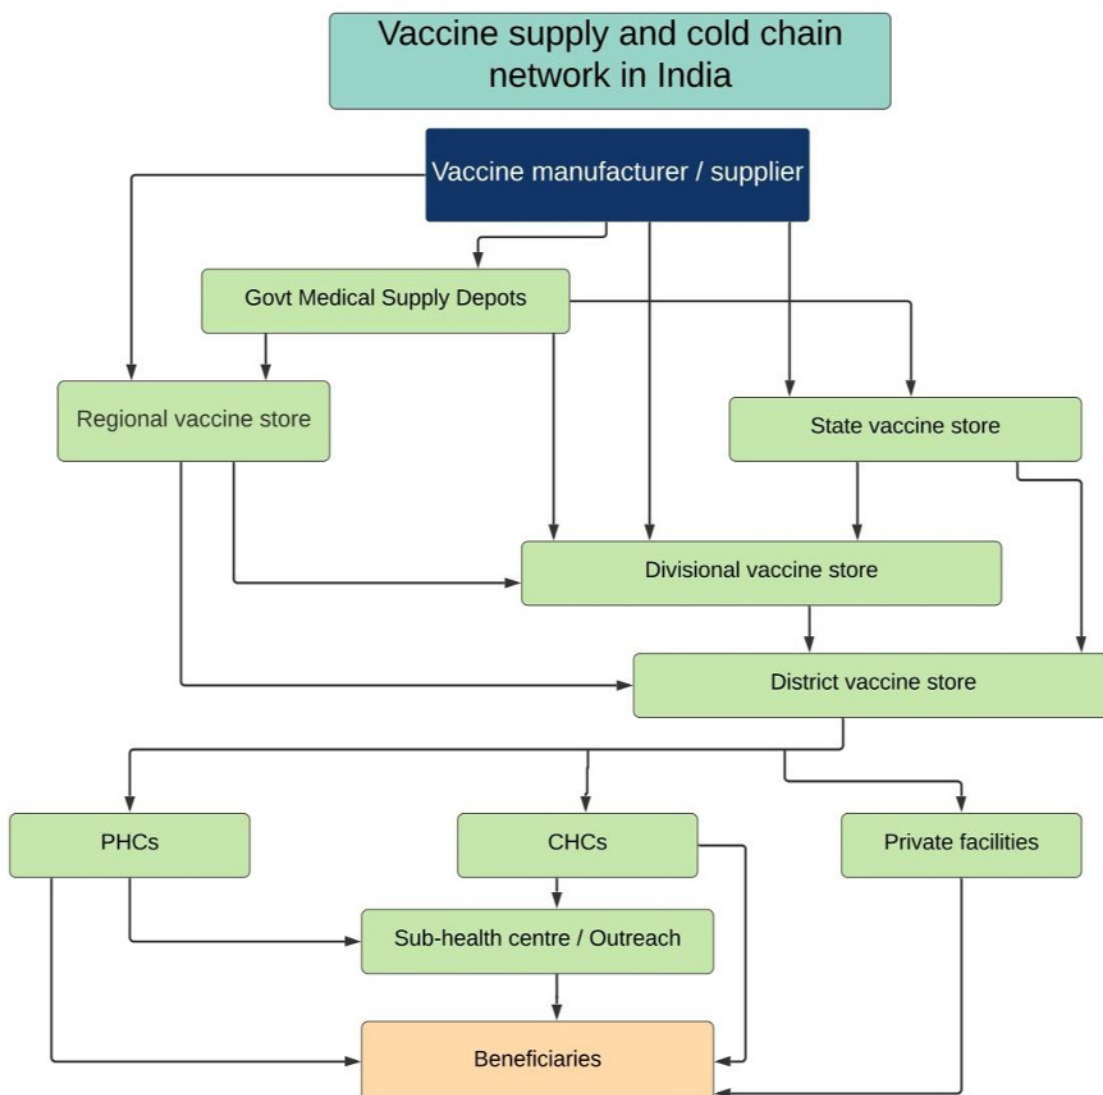 Vaccine supply and cold chain
network in India
Vaccine manufacturer / supplier
Govt Medical Supply Depots
Regional vaccine store
State vaccine store
Divisional vaccine store
District vaccine store
PHCs
CHCs
Private facilities
Sub-health centre / Outreach
Beneficiaries